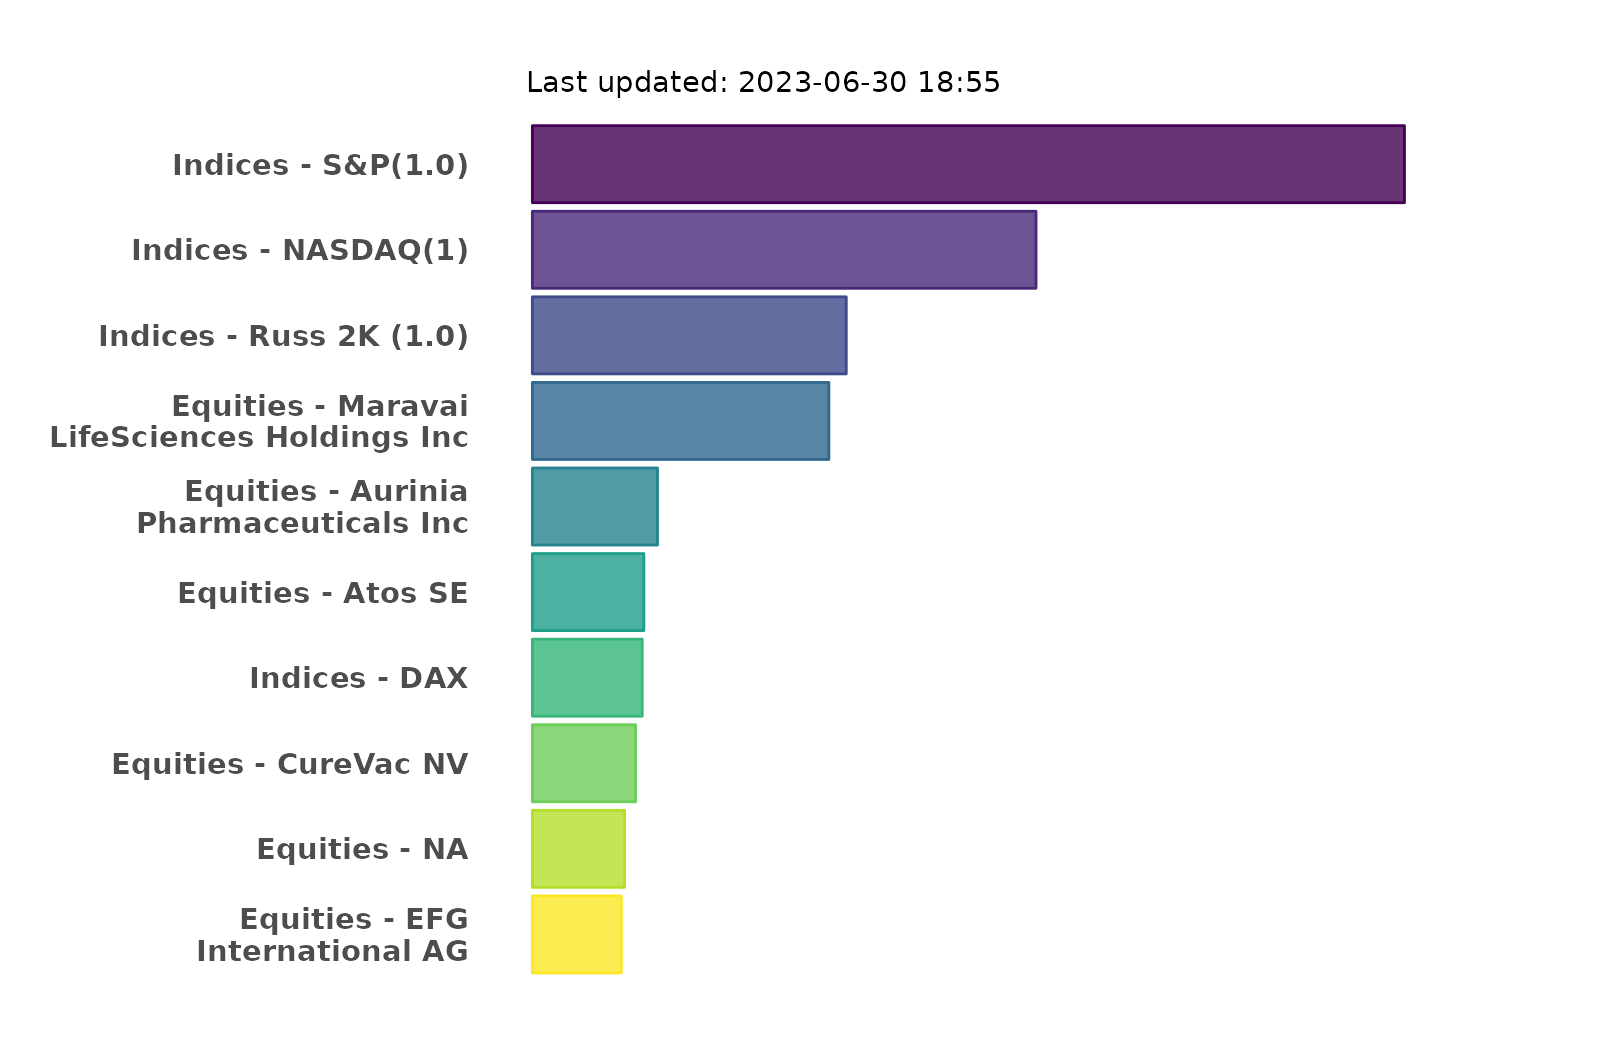 Last updated: 2023-06-30 18:55
Indices - S&P(1.0)
Indices - NASDAQ(1)
Indices - Russ 2K (1.0)
Equities - Maravai
LifeSciences Holdings Inc
Equities - Aurinia
Pharmaceuticals Inc
Equities - Atos SE
Indices - DAX
Equities - CureVac NV
Equities - NA
Equities - EFG
International AG